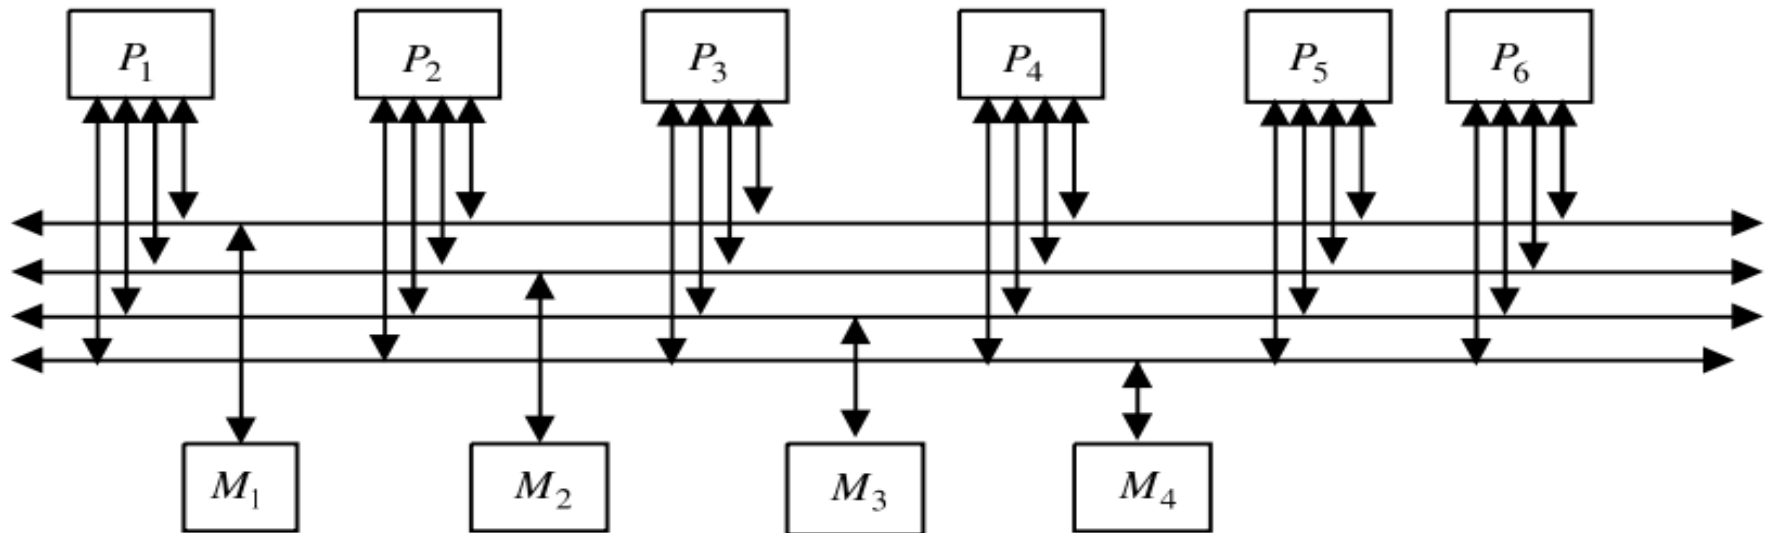 P₁ P₂ P₃ P₄ P₅ P₆
M₁ M₂ M₃ M₄